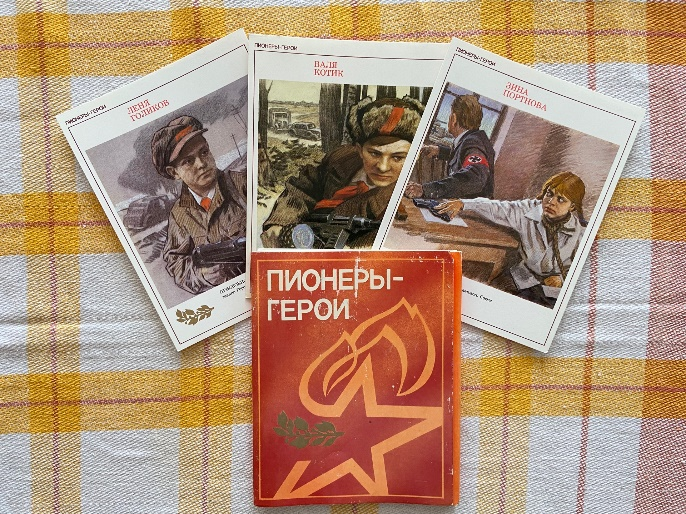 ПИОНЕРЫ-ГЕРОИ
ЛЕНЯ
ГОЛИКОВ
ПИОНЕРЫ-ГЕРОИ
ВАЛЯ
КОТИК
ПИОНЕРЫ-ГЕРОИ
ЗИНА
ПОРТНОВА
ПИОНЕРЫ-
ГЕРОИ